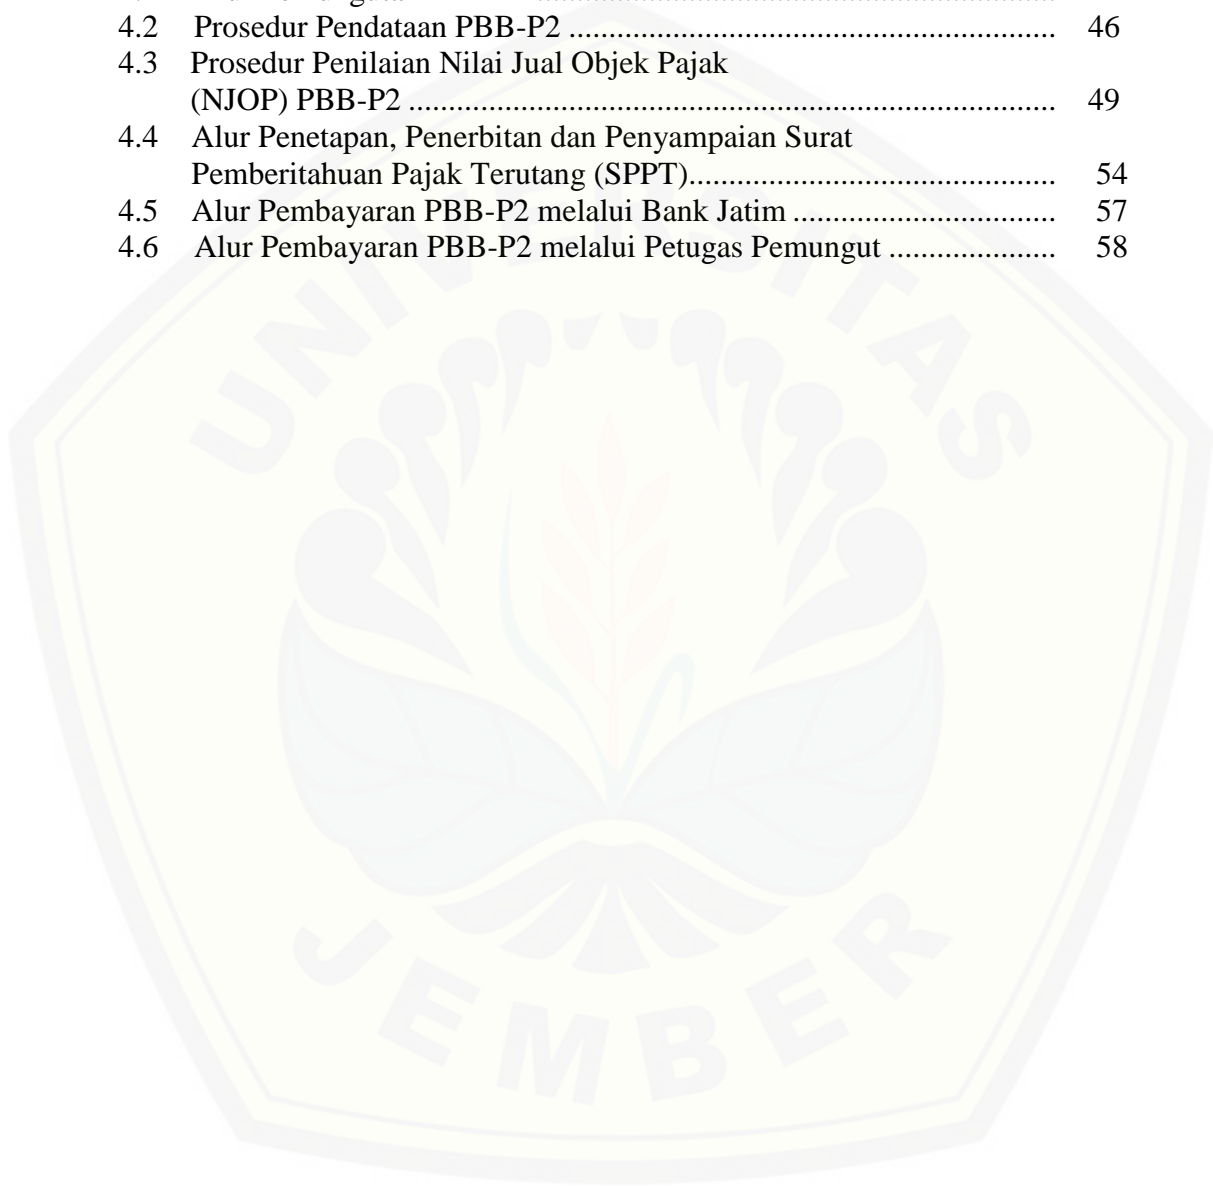 4.2 Prosedur Pendataan PBB-P2 ............................................................ 46
4.3 Prosedur Penilaian Nilai Jual Objek Pajak
(NJOP) PBB-P2 ................................................................................ 49
4.4 Alur Penetapan, Penerbitan dan Penyampaian Surat
Pemberitahuan Pajak Terutang (SPPT)............................................. 54
4.5 Alur Pembayaran PBB-P2 melalui Bank Jatim ................................ 57
4.6 Alur Pembayaran PBB-P2 melalui Petugas Pemungut .................... 58
UNIVERSITAS
JEMBER